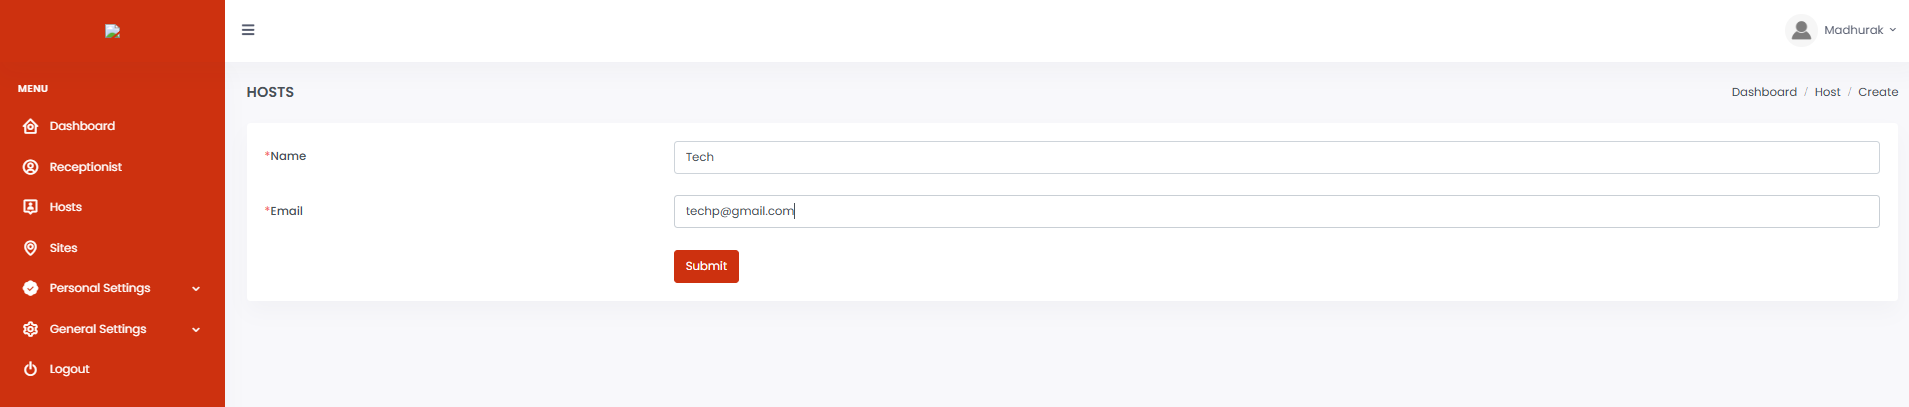 Madhurak
MENU
Dashboard
Receptionist
Hosts
Sites
Personal Settings
General Settings
Logout
HOSTS
Dashboard / Host / Create
*Name
Tech
*Email
techp@gmail.com
Submit